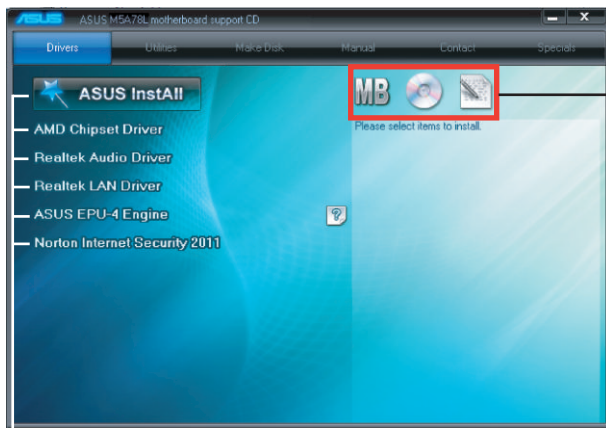 ASUS ASUS M5A78L motherboard support CD
Drivers Utilities Make Disk Manual Contact Specials
ASUS InstAll
MB
AMD Chipset Driver
Please select items to install.
Realtek Audio Driver
Realtek LAN Driver
ASUS EPU-4 Engine ?
Norton Internet Security 2011